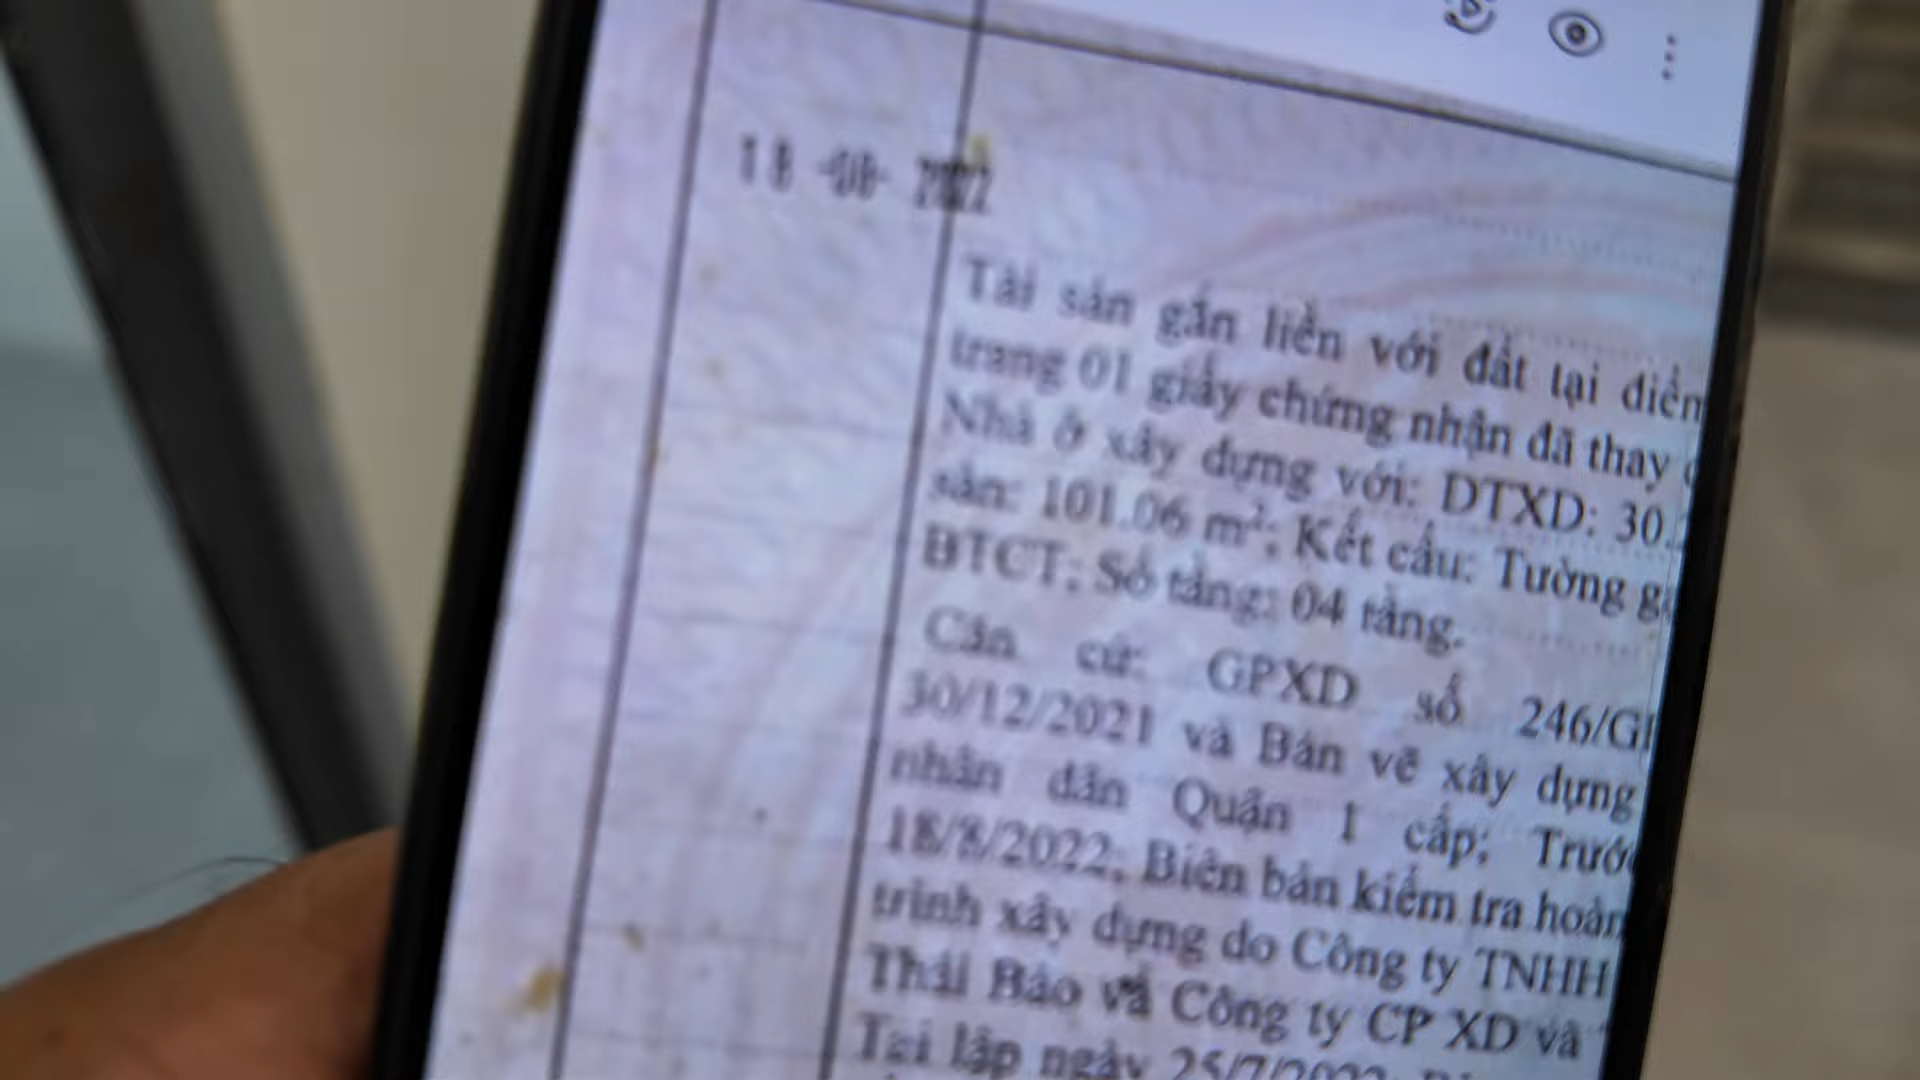 18 -08- 2022
Tài sản gắn liền với đất tại điểm
trang 01 giấy chứng nhận đã thay
Nhà ở xây dựng với: DTXD: 30.
sàn: 101.06 m²; Kết cấu: Tường
BTCT; Số tầng: 04 tầng.
Căn cứ: GPXD số 246/
30/12/2021 và Bản vẽ xây dựng
nhân dân Quận 1 cấp;
18/8/2022; Biên bản kiểm tra hoàn
trình xây dựng do Công ty TNHH
Thái Bảo và Công ty CP XD và
lập ngày 25/7/2022;